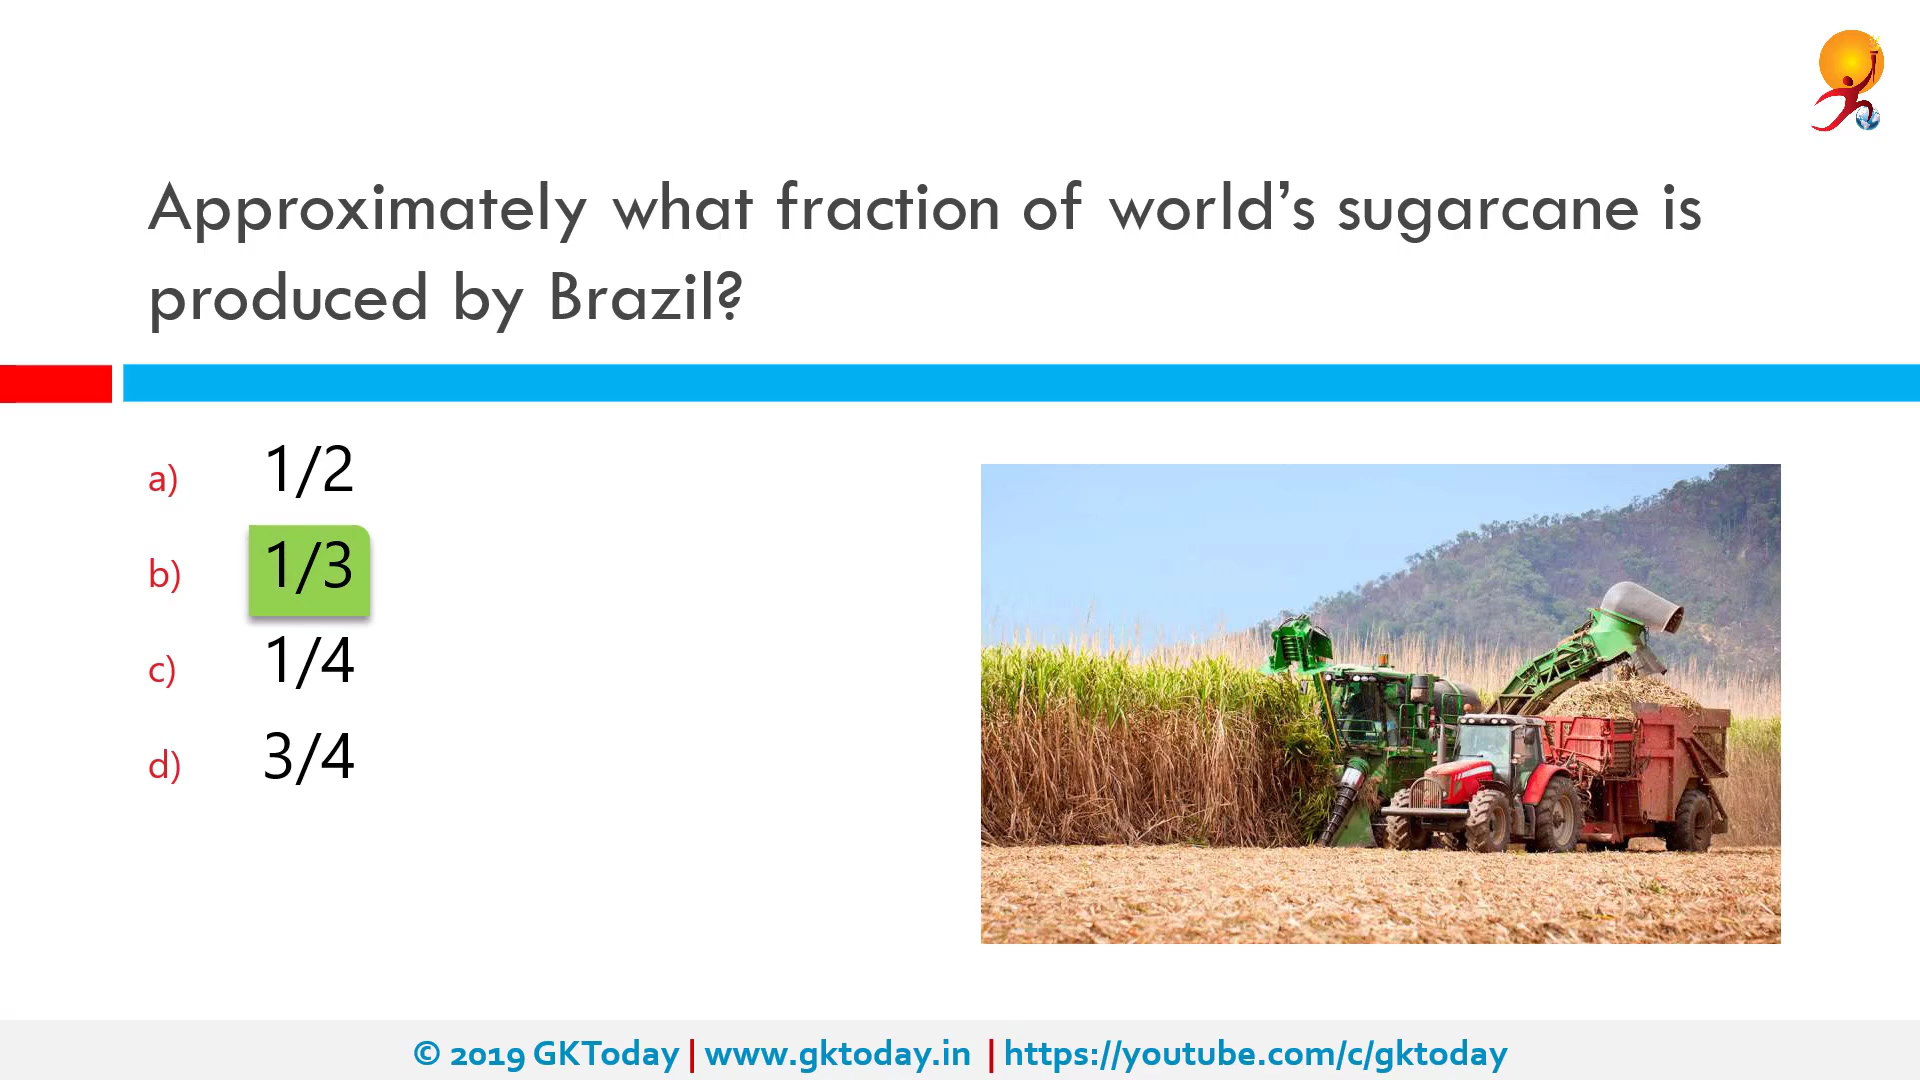 Approximately what fraction of world’s sugarcane is
produced by Brazil?
a) 1/2
b) 1/3
c) 1/4
d) 3/4
© 2019 GKToday | www.gktoday.in | https://youtube.com/c/gktoday